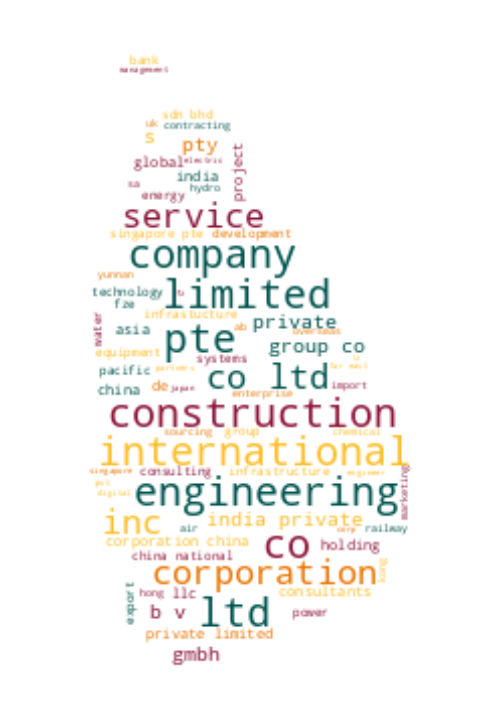 bank
management
sdn bhd
uk contracting
s
pty
global electric
project
india
sa
hydro
energy
service
singapore pte development
company
yunnan
technology
limited
fze
infrastucture
water
asia
ab
private
overseas
pte
group co
equipment
systems
pacific
partners
far east
co ltd
china
de japan
import
enterprise
construction
sourcing group
chemical
international
singapore consulting infrastructure
engineer
marketing
digital
engineering
inc
india private
air
corp railway
corporation china
co
holding
china national
corporation
kong
export
hong llc
consultants
b v
ltd
power
private limited
gmbh